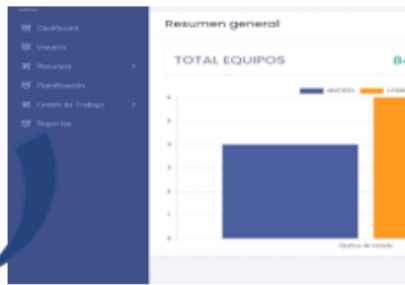 Dashboard
Usuario
Recursos
Planificación
Orden de Trabajo
Reportes
Resumen general
TOTAL EQUIPOS
6
5
4
3
2
1
0